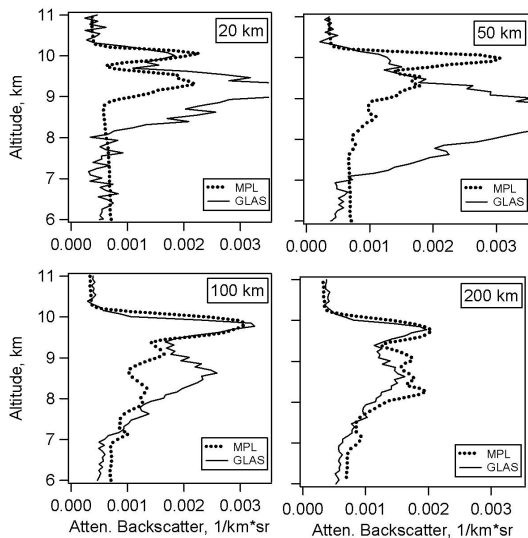 20 km
50 km
Altitude, km
11
10
9
8
7
6
MPL
GLAS
MPL
GLAS
0.000 0.001 0.002 0.003
0.000 0.001 0.002 0.003
100 km
200 km
Altitude, km
11
10
9
8
7
6
MPL
GLAS
MPL
GLAS
0.000 0.001 0.002 0.003
0.000 0.001 0.002 0.003
Atten. Backscatter, 1/km*sr
Atten. Backscatter, 1/km*sr